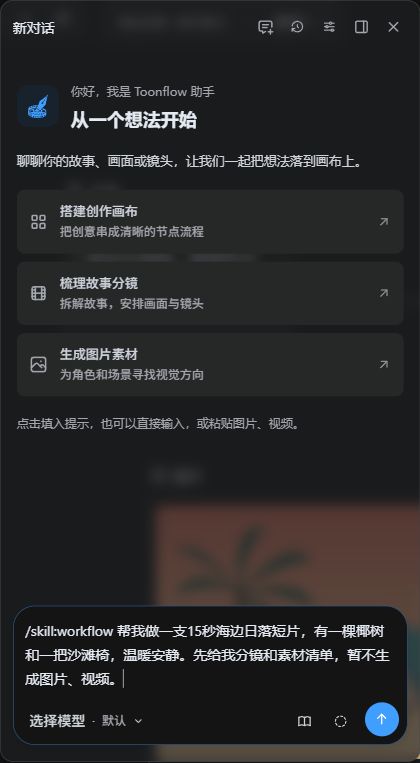 新对话
你好，我是 Toonflow 助手
从一个想法开始
聊聊你的故事、画面或镜头，让我们一起把想法落到画布上。
搭建创作画布
把创意串成清晰的节点流程
梳理故事分镜
拆解故事，安排画面与镜头
生成图片素材
为角色和场景寻找视觉方向
点击填入提示，也可以直接输入，或粘贴图片、视频。
/skill:workflow 帮我做一支15秒海边日落短片，有一棵椰树
和一把沙滩椅，温暖安静。先给我分镜和素材清单，暂不生
成图片、视频。
选择模型 · 默认